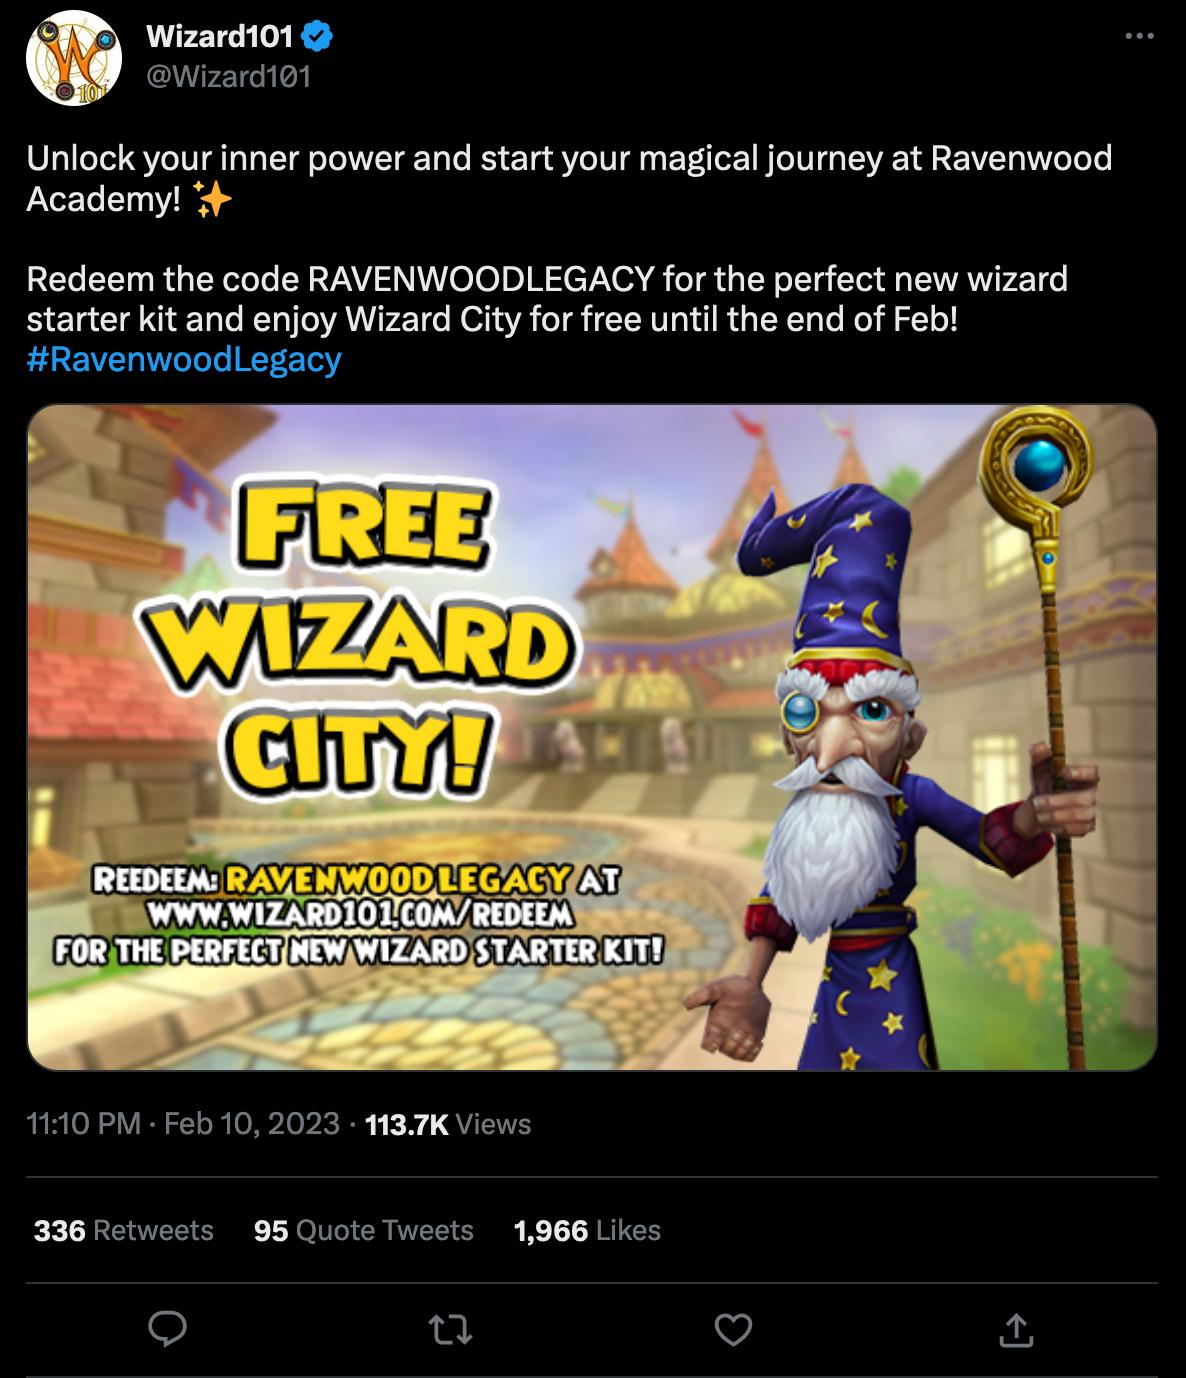 Wizard101
@Wizard101
Unlock your inner power and start your magical journey at Ravenwood
Academy! ✨
Redeem the code RAVENWOODLEGACY for the perfect new wizard
starter kit and enjoy Wizard City for free until the end of Feb!
#RavenwoodLegacy
FREE
WIZARD
CITY!
REEDEEM: RAVENWOODLEGACY AT
WWW.WIZARD101.COM/REDEEM
FOR THE PERFECT NEW WIZARD STARTER KIT!
11:10 PM · Feb 10, 2023 · 113.7K Views
336 Retweets 95 Quote Tweets 1,966 Likes